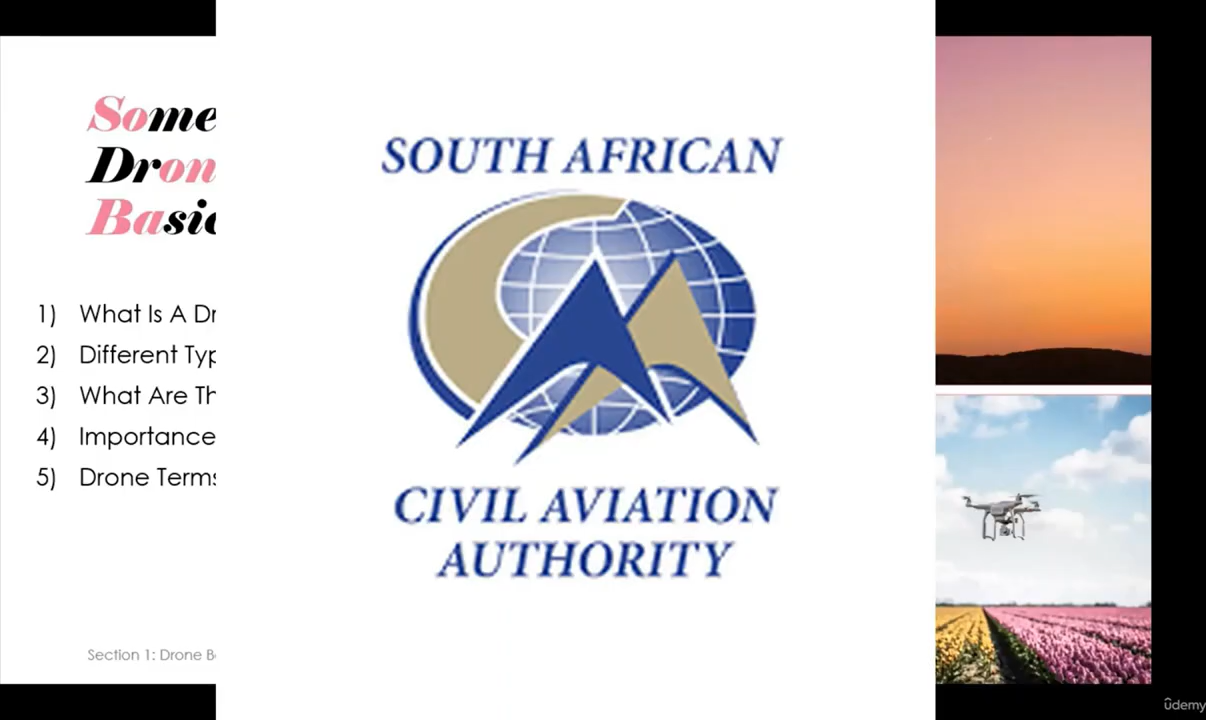 Some
Dron
Basic
1) What Is A Dr
2) Different Typ
3) What Are Th
4) Importance
5) Drone Terms
Section 1: Drone B
SOUTH AFRICAN
CIVIL AVIATION
AUTHORITY
ûdemy